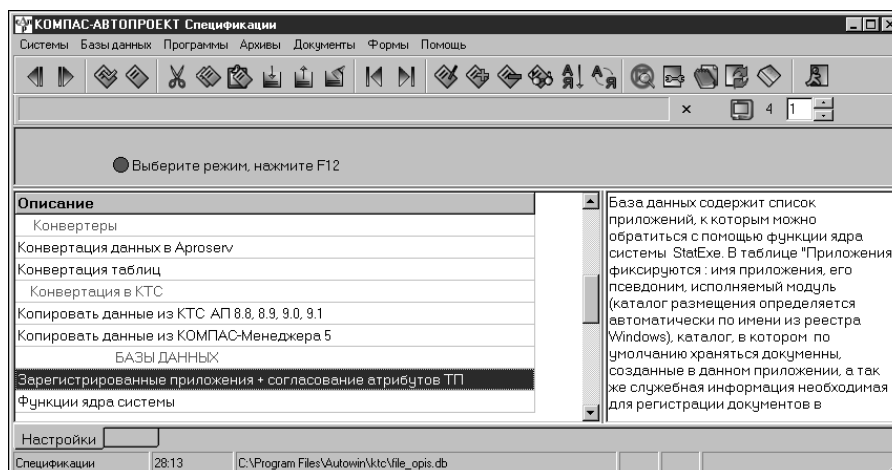 КОМПАС-АВТОПРОЕКТ Спецификации
Системы Базы данных Программы Архивы Документы Формы Помощь
4 1
Выберите режим, нажмите F12
Описание
Конвертеры
Конвертация данных в Aproserv
Конвертация таблиц
Конвертация в КТС
Копировать данные из КТС АП 8.8, 8.9, 9.0, 9.1
Копировать данные из КОМПАС-Менеджера 5
БАЗЫ ДАННЫХ
Зарегистрированные приложения + согласование атрибутов ТП
Функции ядра системы
База данных содержит список
приложений, к которым можно
обратиться с помощью функции ядра
системы StatExe. В таблице "Приложения
фиксируются : имя приложения, его
псевдоним, исполняемый модуль
(каталог размещения определяется
автоматически по имени из реестра
Windows), каталог, в котором по
умолчанию храняться докумены,
созданные в данном приложении, а так
же служебная информация необходимая
для регистрации документов в
Настройки
Спецификации 28:13 C:\Program Files\Autowin\ktc\file_opis.db